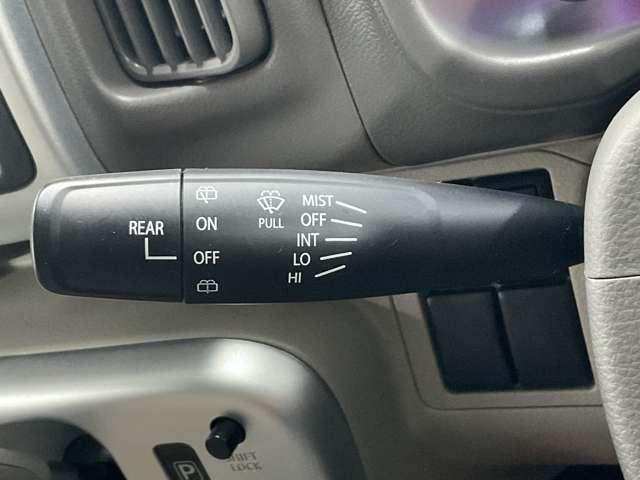 REAR
ON
OFF
PULL
MIST
OFF
INT
LO
HI
P
SHIFT
LOCK